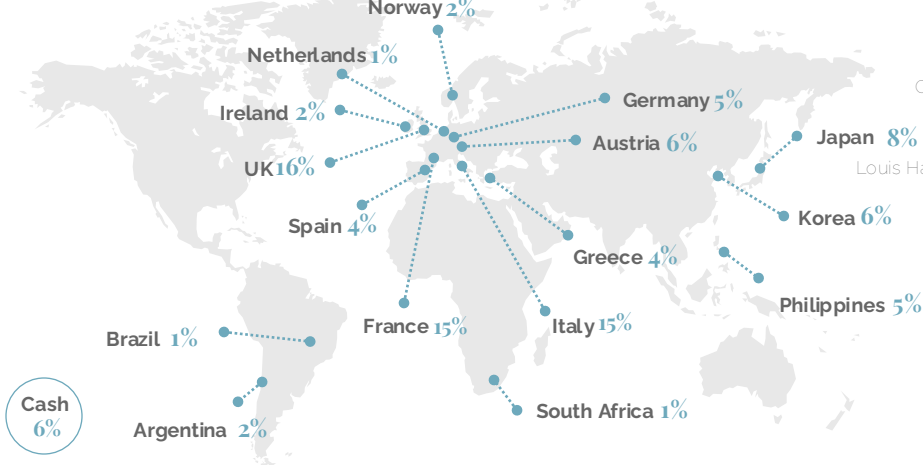 Norway 2%
Netherlands 1%
Ireland 2%
Germany 5%
Austria 6%
Japan 8%
UK 16%
Louis Ha
Spain 4%
Korea 6%
Greece 4%
Philippines 5%
France 15%
Italy 15%
Brazil 1%
Cash
6%
South Africa 1%
Argentina 2%